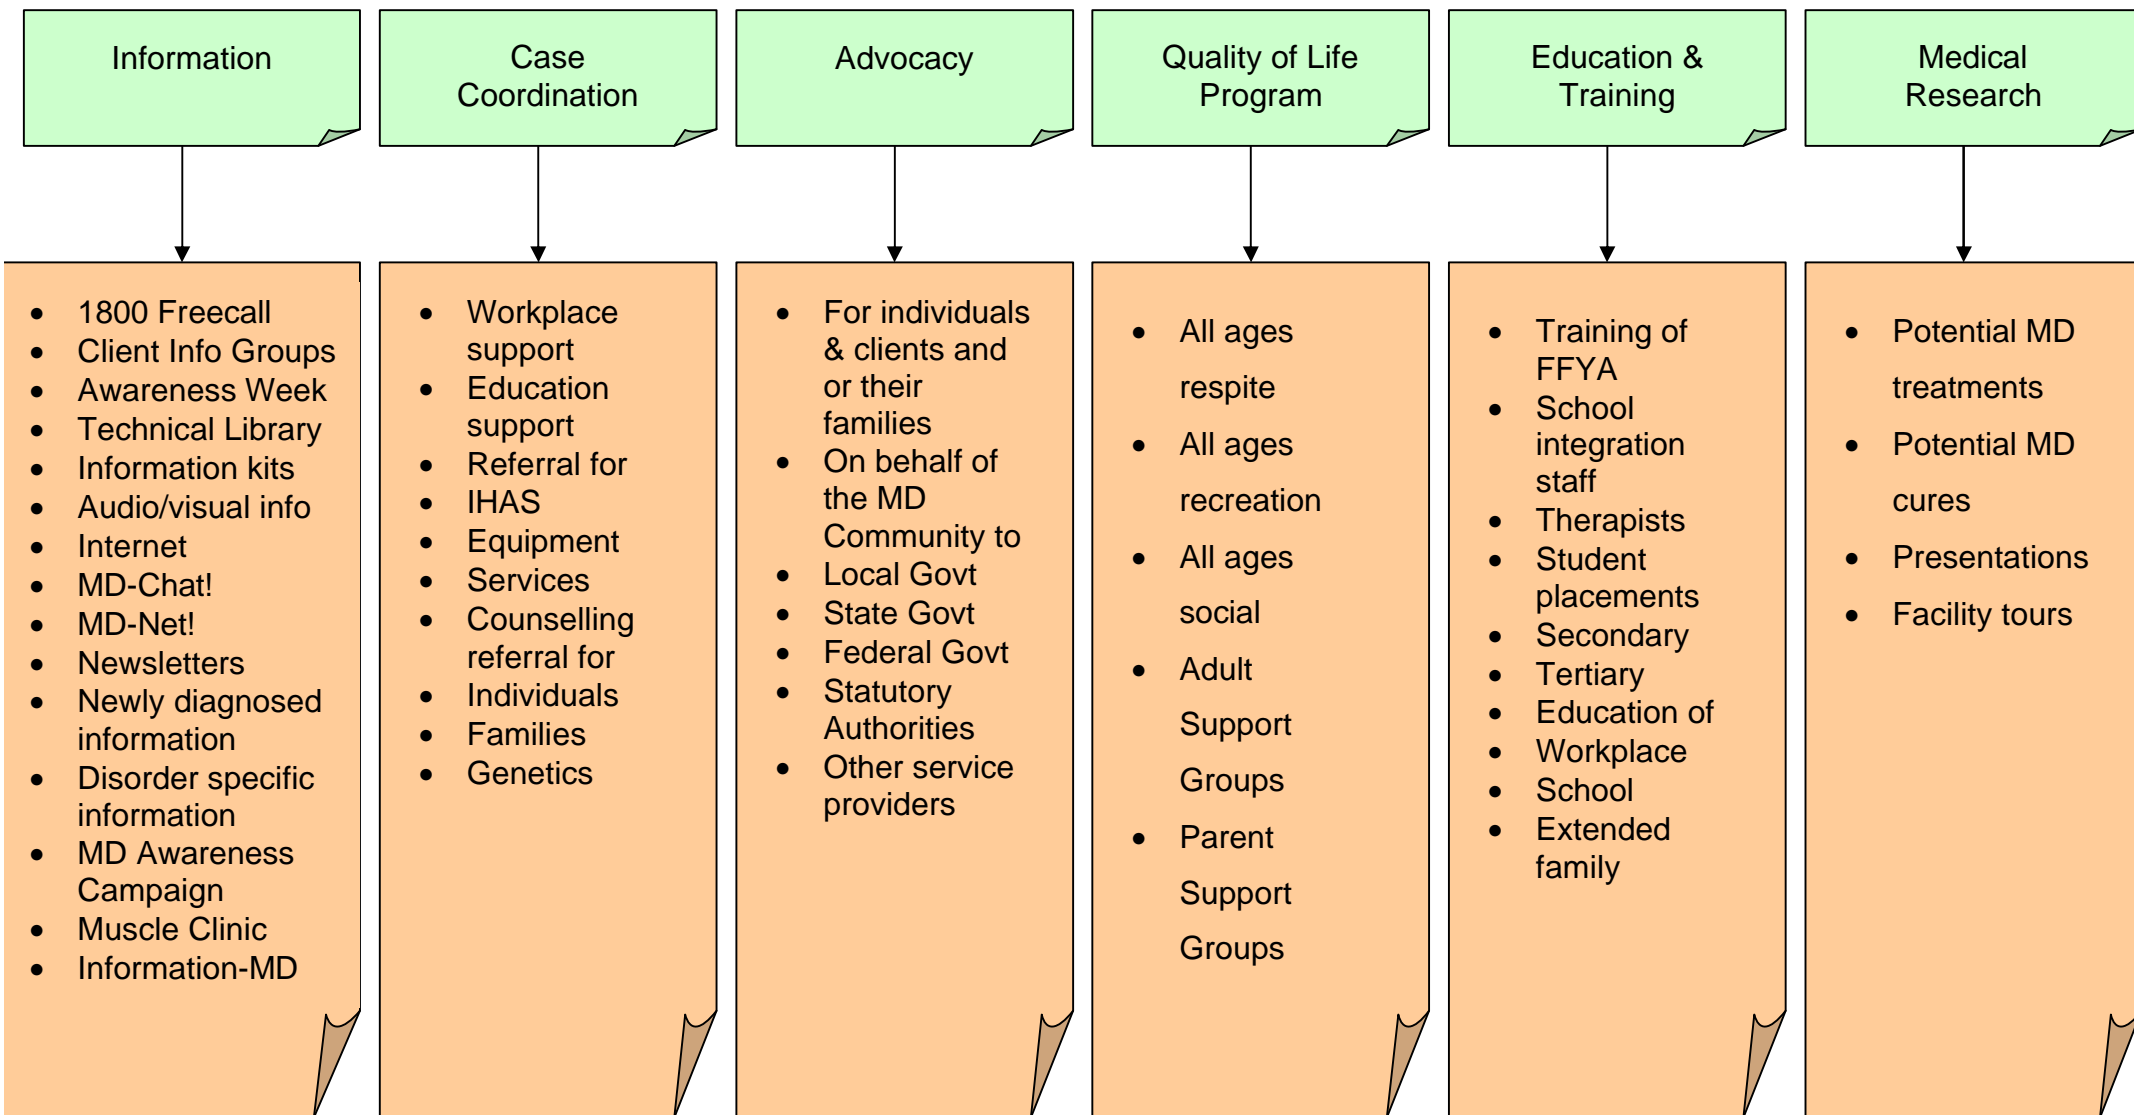 Information
Case
Coordination
Advocacy
Quality of Life
Program
Education &
Training
Medical
Research
• 1800 Freecall
• Client Info Groups
• Awareness Week
• Technical Library
• Information kits
• Audio/visual info
• Internet
• MD-Chat!
• MD-Net!
• Newsletters
• Newly diagnosed
information
• Disorder specific
information
• MD Awareness
Campaign
• Muscle Clinic
• Information-MD
• Workplace
support
• Education
support
• Referral for
• IHAS
• Equipment
• Services
• Counselling
referral for
• Individuals
• Families
• Genetics
• For individuals
& clients and
or their
families
• On behalf of
the MD
Community to
• Local Govt
• State Govt
• Federal Govt
• Statutory
Authorities
• Other service
providers
• All ages
respite
• All ages
recreation
• All ages
social
• Adult
Support
Groups
• Parent
Support
Groups
• Training of
FFYA
• School
integration
staff
• Therapists
• Student
placements
• Secondary
• Tertiary
• Education of
• Workplace
• School
• Extended
family
• Potential MD
treatments
• Potential MD
cures
• Presentations
• Facility tours